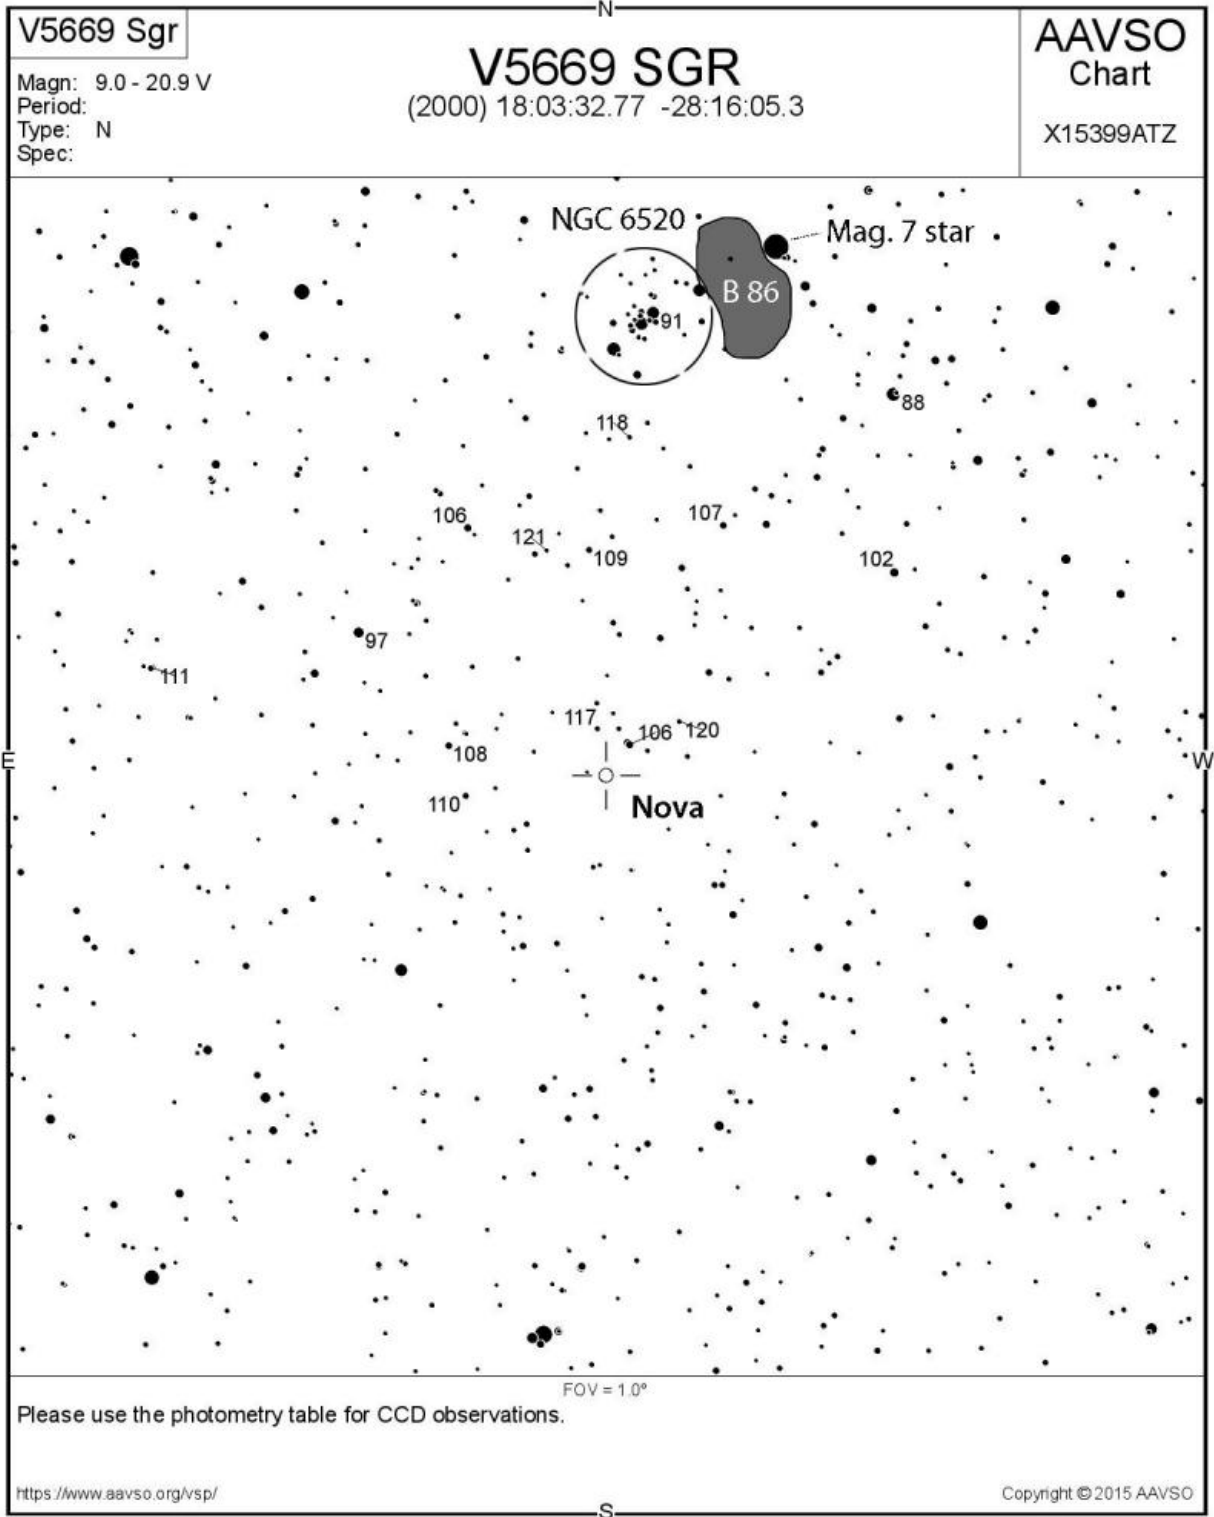 N
V5669 Sgr
Magn: 9.0 - 20.9 V
Period:
Type: N
Spec:
V5669 SGR
(2000) 18:03:32.77 -28:16:05.3
AAVSO
Chart
X15399ATZ
NGC 6520
Mag. 7 star
B 86
91
88
118
106
107
121
109
102
97
111
117
106
120
108
E
W
110
Nova
FOV = 1.0°
Please use the photometry table for CCD observations.
https://www.aavso.org/vsp/
Copyright © 2015 AAVSO
S